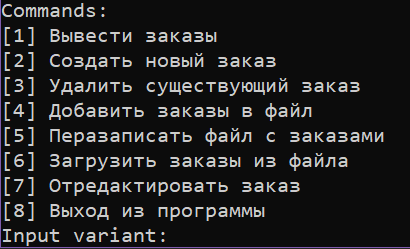 Commands:
[1] Вывести заказы
[2] Создать новый заказ
[3] Удалить существующий заказ
[4] Добавить заказы в файл
[5] Перазаписать файл с заказами
[6] Загрузить заказы из файла
[7] Отредактировать заказ
[8] Выход из программы
Input variant: